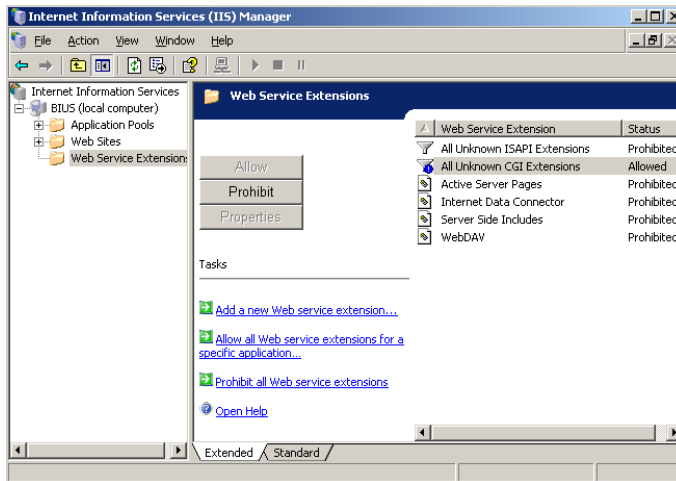 Internet Information Services (IIS) Manager
File Action View Window Help
Internet Information Services
BIUS (local computer)
Application Pools
Web Sites
Web Service Extension
Web Service Extensions
Allow
Prohibit
Properties
Tasks
Add a new Web service extension...
Allow all Web service extensions for a
specific application...
Prohibit all Web service extensions
Open Help
Web Service Extension Status
All Unknown ISAPI Extensions Prohibited
All Unknown CGI Extensions Allowed
Active Server Pages Prohibited
Internet Data Connector Prohibited
Server Side Includes Prohibited
WebDAV Prohibited
Extended Standard